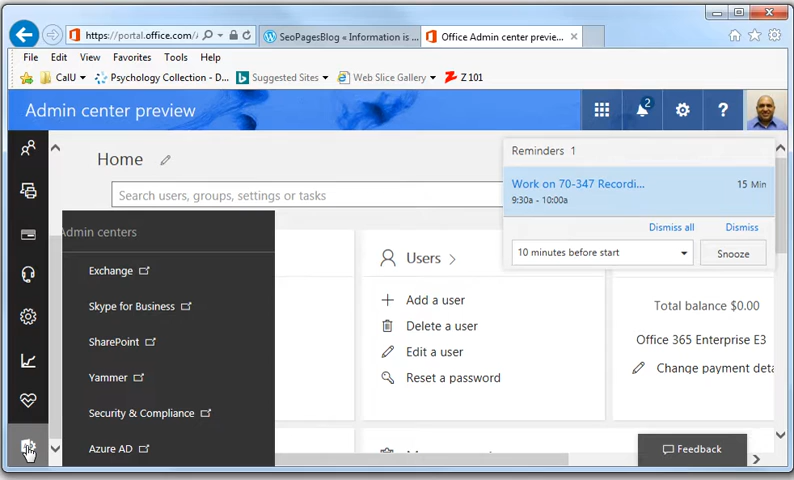 https://portal.office.com/A
SeoPagesBlog « Information is ...
Office Admin center previe...
File Edit View Favorites Tools Help
CalU
Psychology Collection - D...
Suggested Sites
Web Slice Gallery
Z 101
Admin center preview
2
?
Home
Reminders 1
Work on 70-347 Recordi...
15 Min
9:30a - 10:00a
Dismiss all
Dismiss
10 minutes before start
Snooze
Search users, groups, settings or tasks
Admin centers
Exchange
Skype for Business
SharePoint
Yammer
Security & Compliance
Azure AD
Users
Add a user
Delete a user
Edit a user
Reset a password
Total balance $0.00
Office 365 Enterprise E3
Change payment deta
Feedback